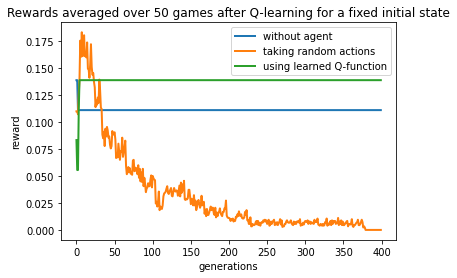 Rewards averaged over 50 games after Q-learning for a fixed initial state
without agent
taking random actions
using learned Q-function
reward
0.175
0.150
0.125
0.100
0.075
0.050
0.025
0.000
0
50
100
150
200
250
300
350
400
generations